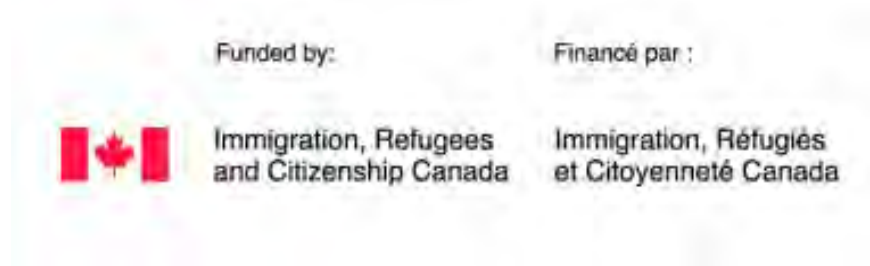 Funded by:
Financé par :
Immigration, Refugees
and Citizenship Canada
Immigration, Réfugiés
et Citoyenneté Canada